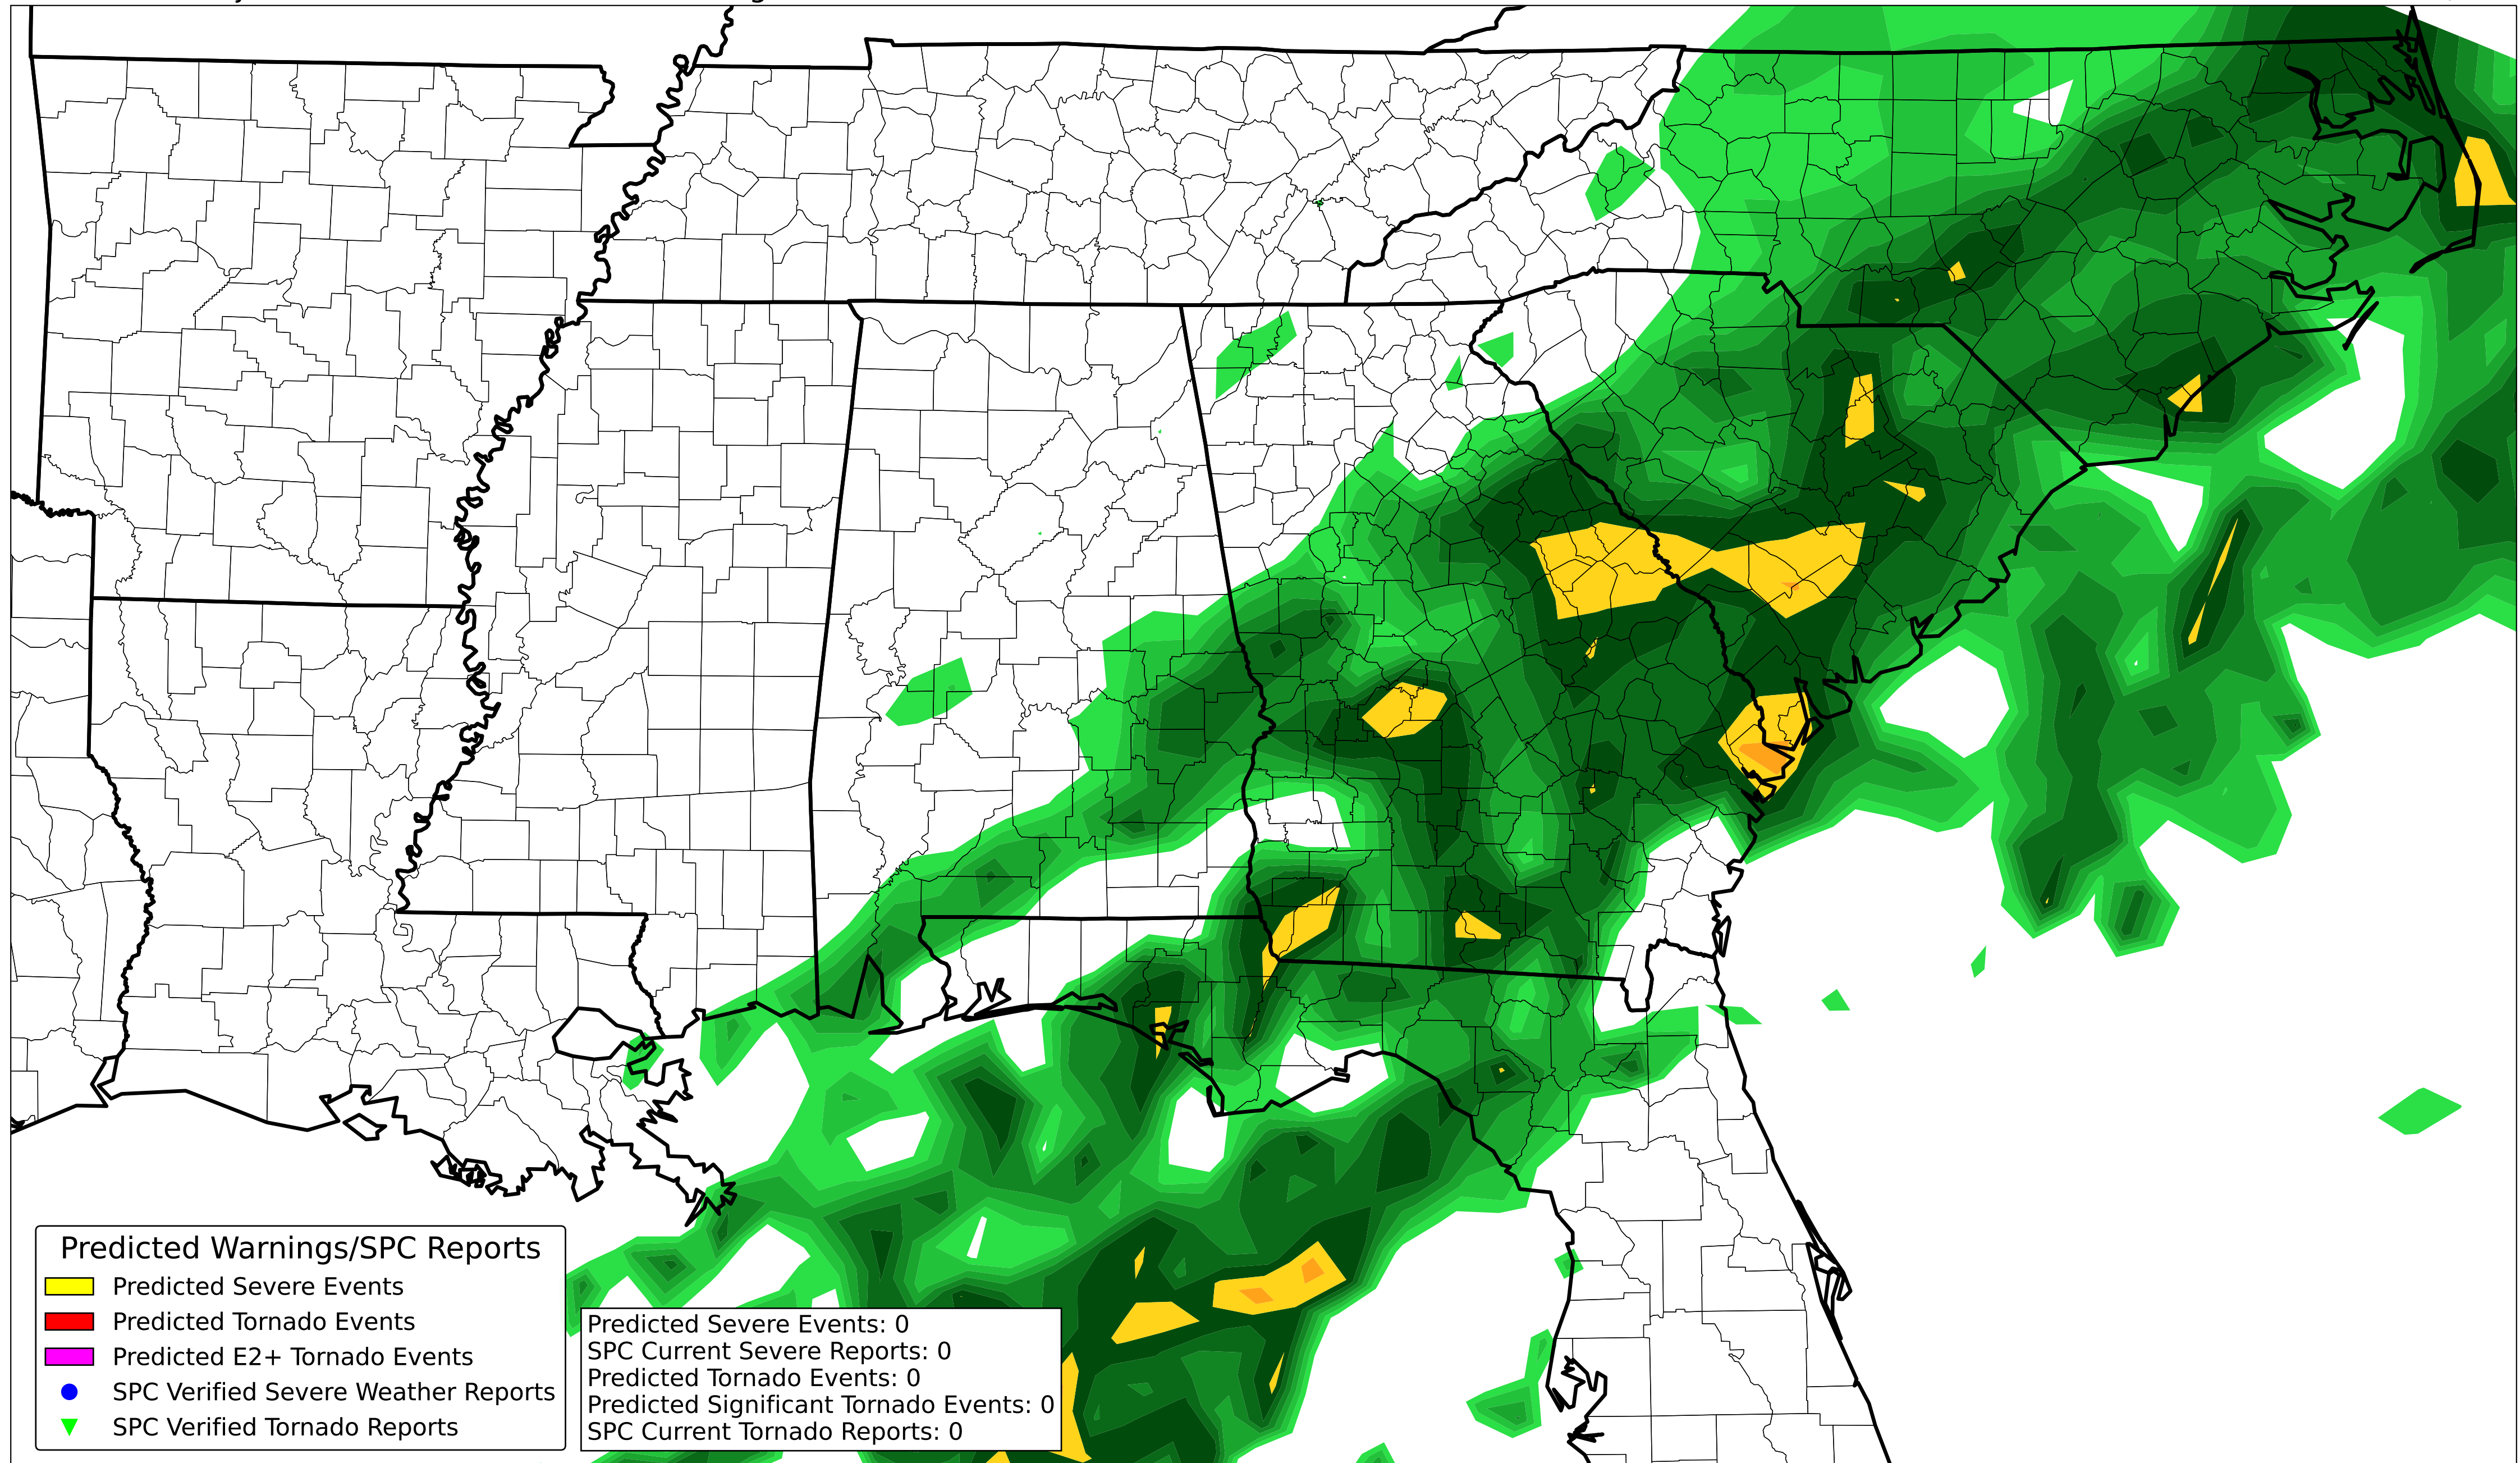 Predicted Warnings/SPC Reports
Predicted Severe Events
Predicted Tornado Events
Predicted E2+ Tornado Events
SPC Verified Severe Weather Reports
SPC Verified Tornado Reports
Predicted Severe Events: 0
SPC Current Severe Reports: 0
Predicted Tornado Events: 0
Predicted Significant Tornado Events: 0
SPC Current Tornado Reports: 0